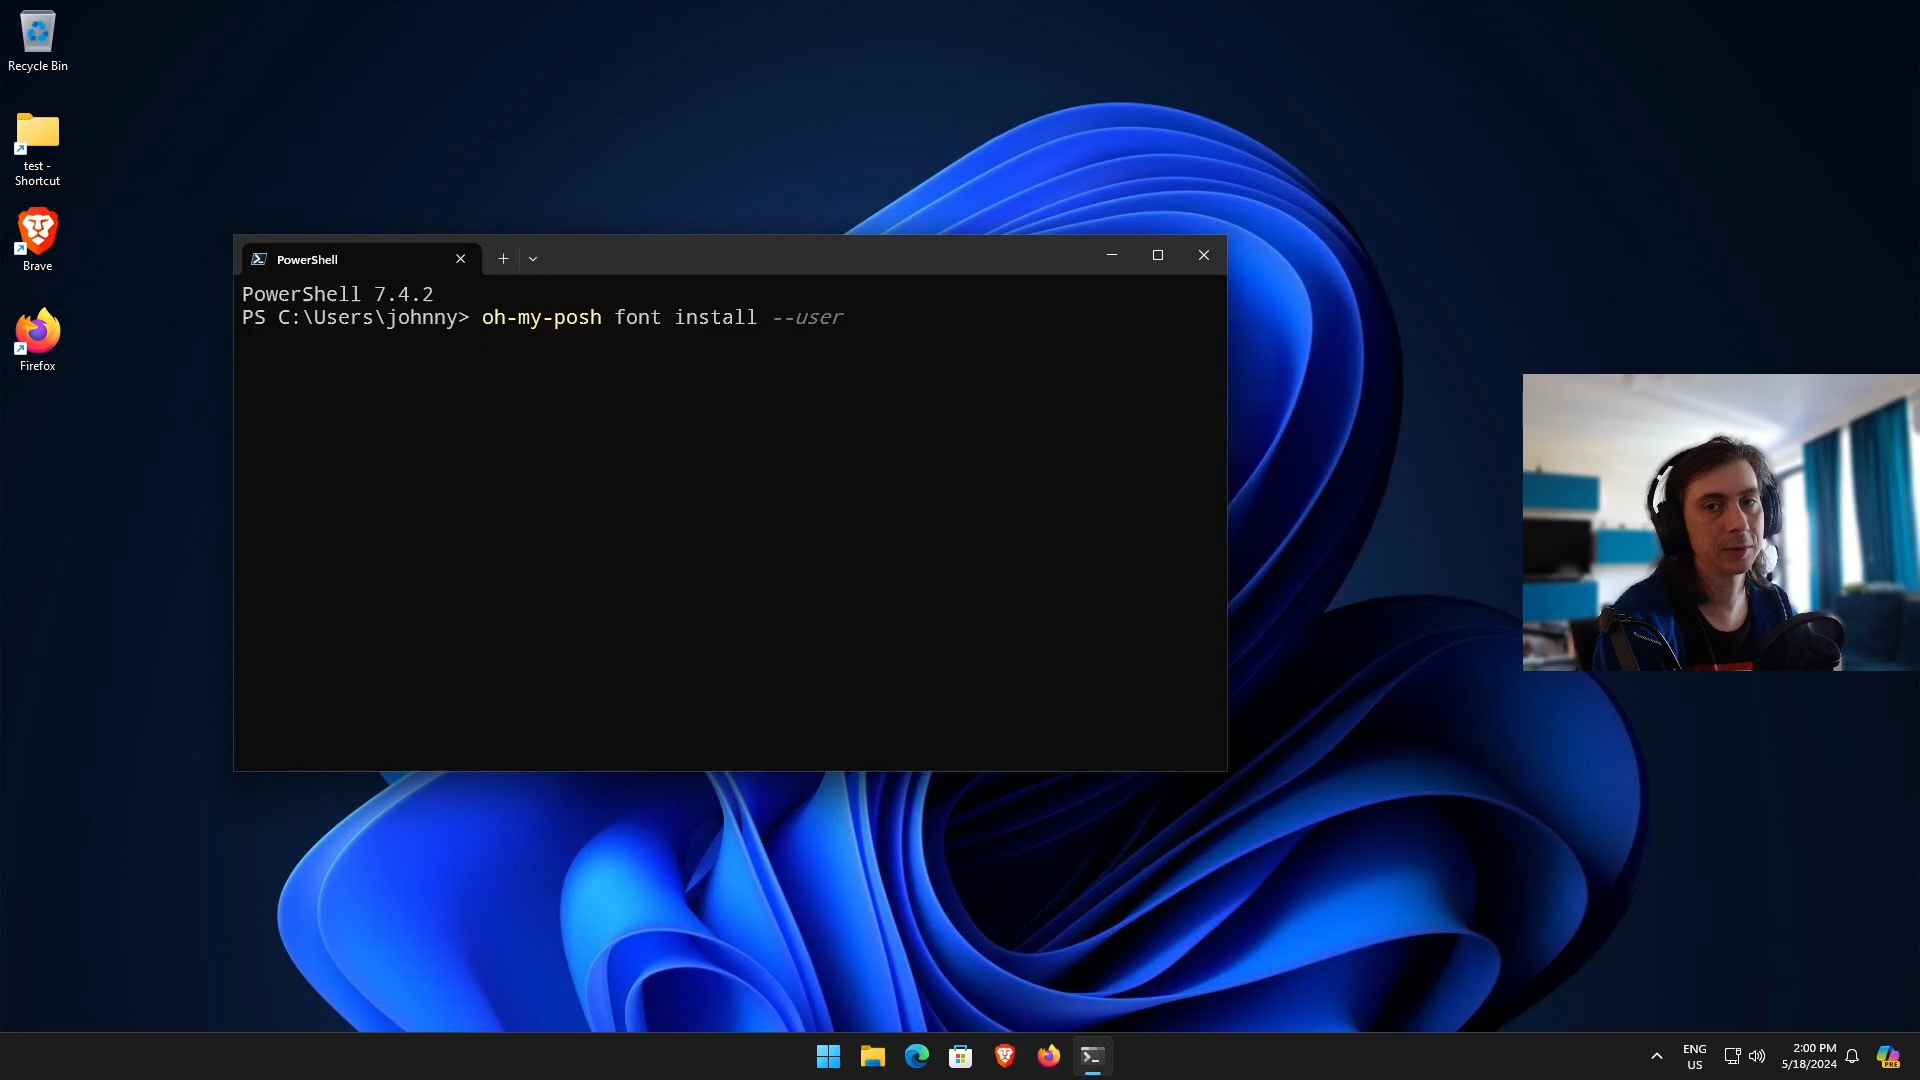 Recycle Bin
test -
Shortcut
Brave
Firefox
PowerShell
PowerShell 7.4.2
PS C:\Users\johnny> oh-my-posh font install --user
ENG
US
2:00 PM
5/18/2024
PRE